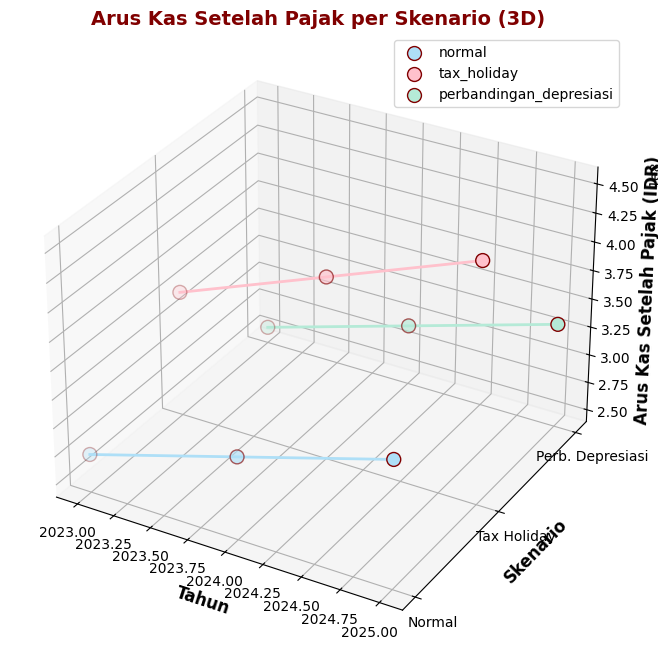 Arus Kas Setelah Pajak per Skenario (3D)
normal
tax_holiday
perbandingan_depresiasi
4.50
4.25
4.00
3.75
3.50
3.25
3.00
2.75
2.50
Arus Kas Setelah Pajak (IDR)
Perb. Depresiasi
Tax Holiday
Normal
Skenario
2023.00
2023.25
2023.50
2023.75
2024.00
2024.25
2024.50
2024.75
2025.00
Tahun